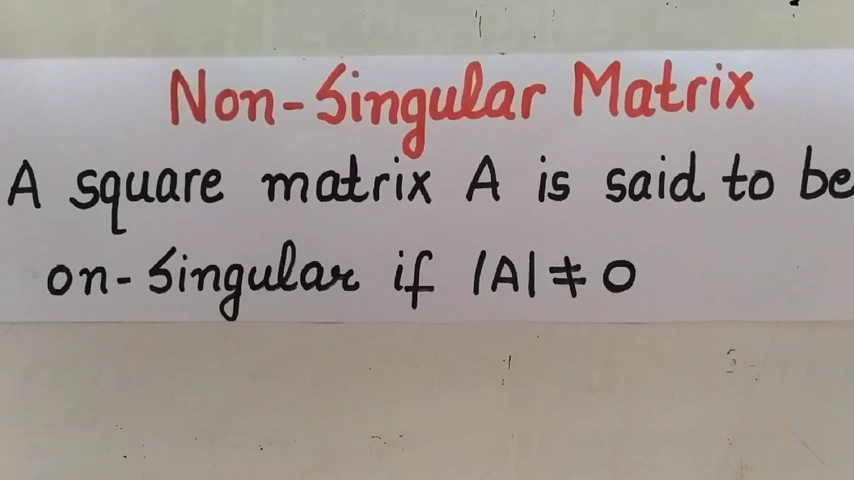 Non-Singular Matrix
A square matrix A is said to be
on-Singular if |A| ≠ 0